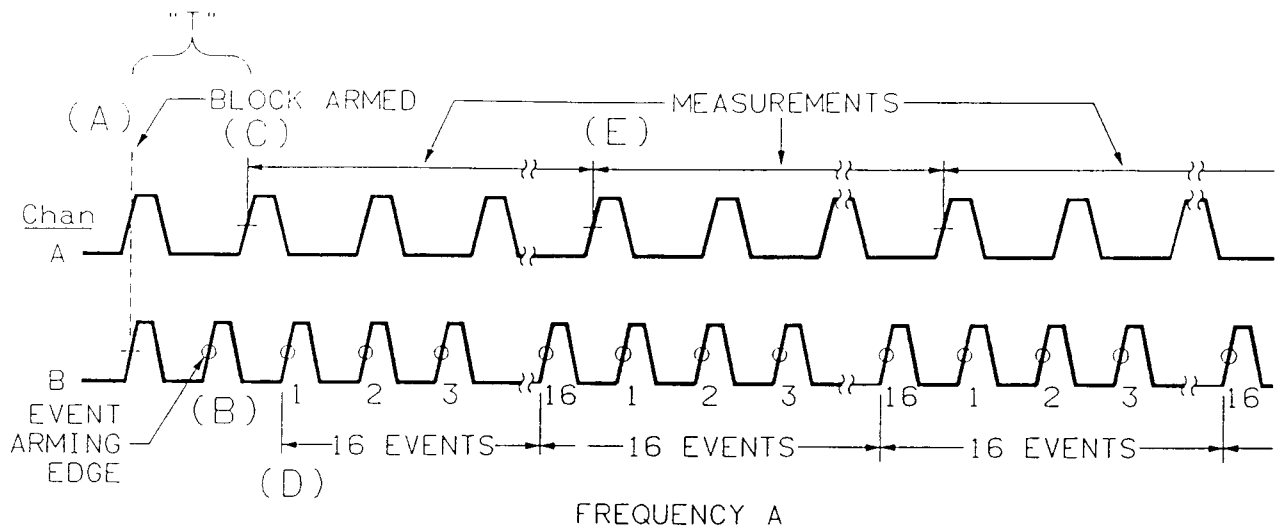 "T"
(A)
BLOCK ARMED
(C)
MEASUREMENTS
(E)
Chan
A
B
1 2 3 16 1 2 3 16 1 2 3 16
(B)
EVENT
ARMING
EDGE
16 EVENTS 16 EVENTS 16 EVENTS
(D)
FREQUENCY A